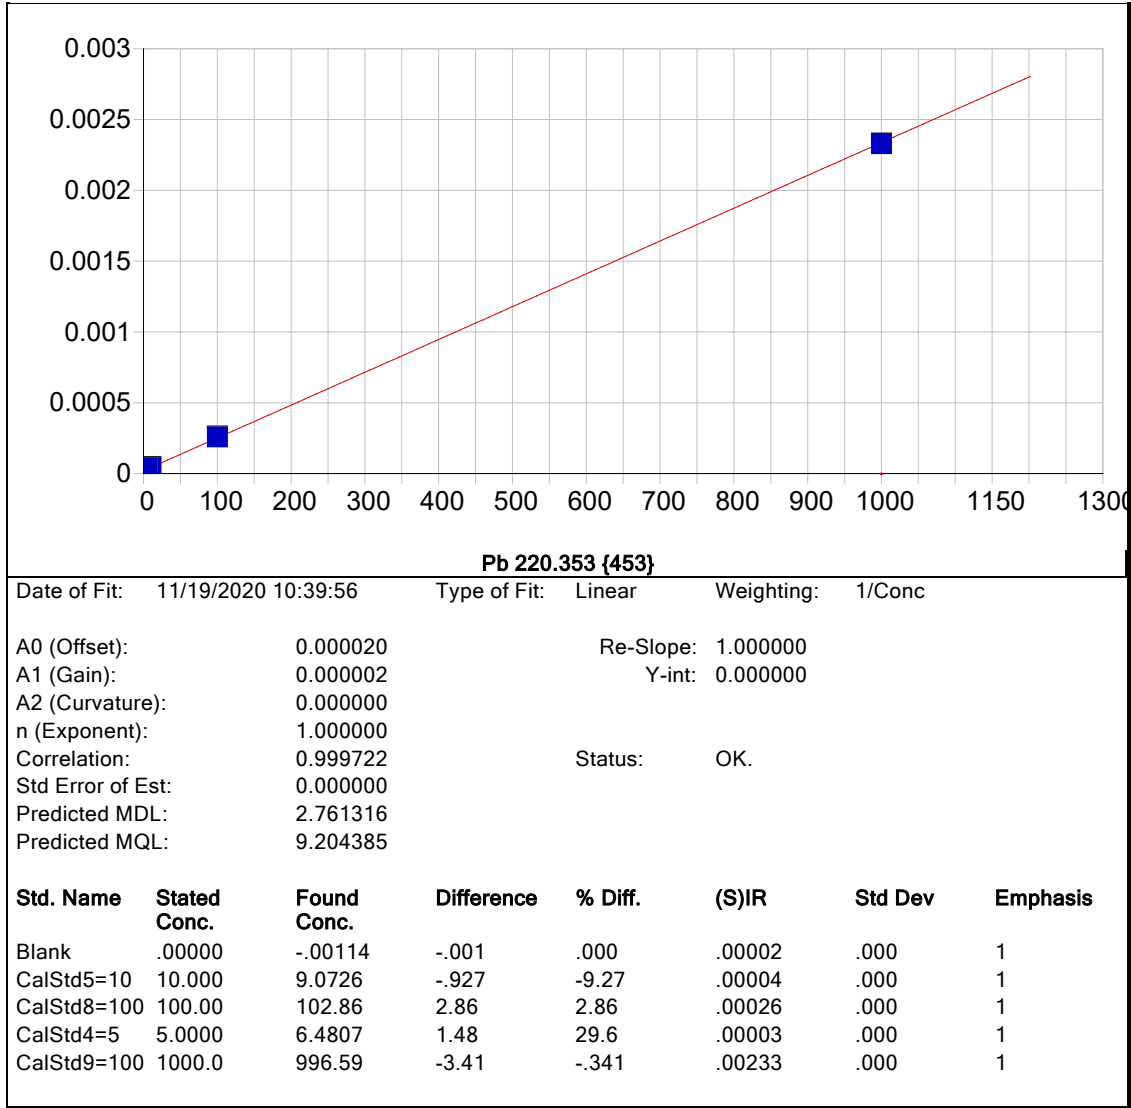 0.003
0.0025
0.002
0.0015
0.001
0.0005
0
0 100 200 300 400 500 600 700 800 900 1000 1150 1300
Pb 220.353 {453}
Date of Fit: 11/19/2020 10:39:56 Type of Fit: Linear Weighting: 1/Conc
A0 (Offset): 0.000020 Re-Slope: 1.000000
A1 (Gain): 0.000002 Y-int: 0.000000
A2 (Curvature): 0.000000
n (Exponent): 1.000000
Correlation: 0.999722 Status: OK.
Std Error of Est: 0.000000
Predicted MDL: 2.761316
Predicted MQL: 9.204385
Std. Name Stated Found Difference % Diff. (S)IR Std Dev Emphasis
Conc. Conc.
Blank .00000 -.00114 -.001 .000 .00002 .000 1
CalStd5=10 10.000 9.0726 -.927 -9.27 .00004 .000 1
CalStd8=100 100.00 102.86 2.86 2.86 .00026 .000 1
CalStd4=5 5.0000 6.4807 1.48 29.6 .00003 .000 1
CalStd9=100 1000.0 996.59 -3.41 -.341 .00233 .000 1